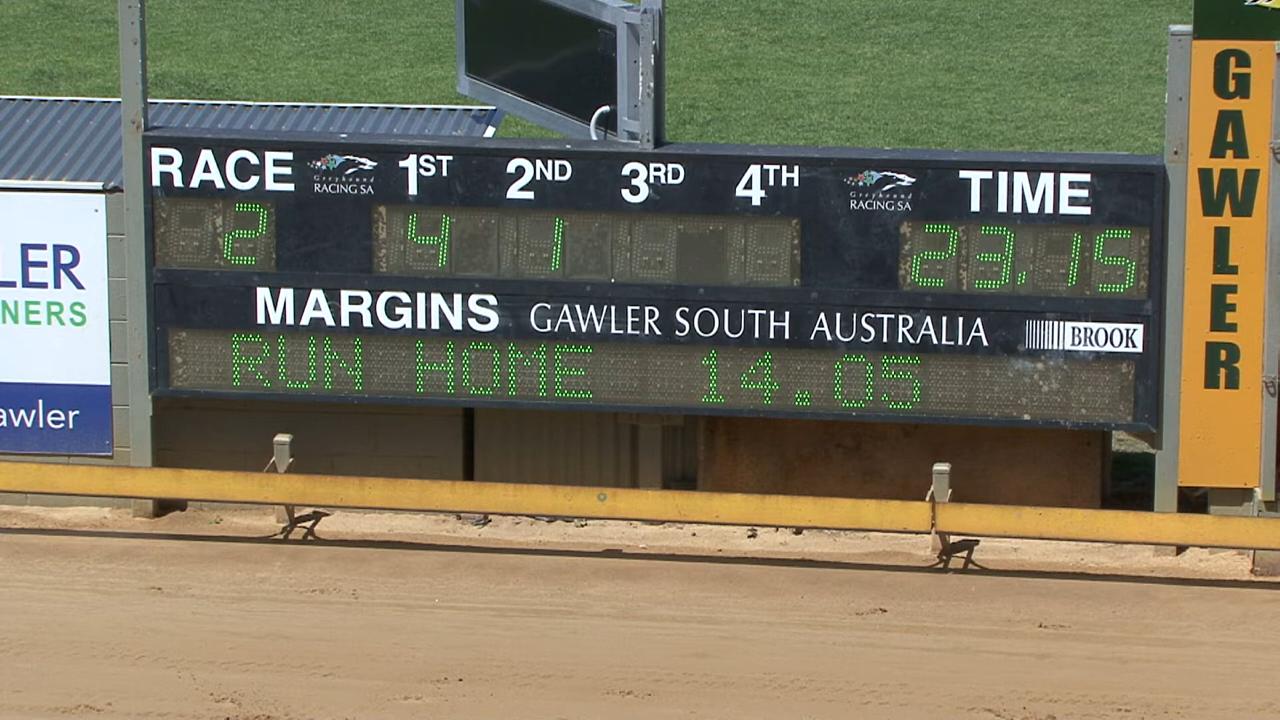 GAWLER
RACE 1ST 2ND 3RD 4TH TIME
Greyhound
RACING SA
Greyhound
RACING SA
2 4 1 23.15
LER
NERS
awler
MARGINS GAWLER SOUTH AUSTRALIA BROOK
RUN HOME 14.05